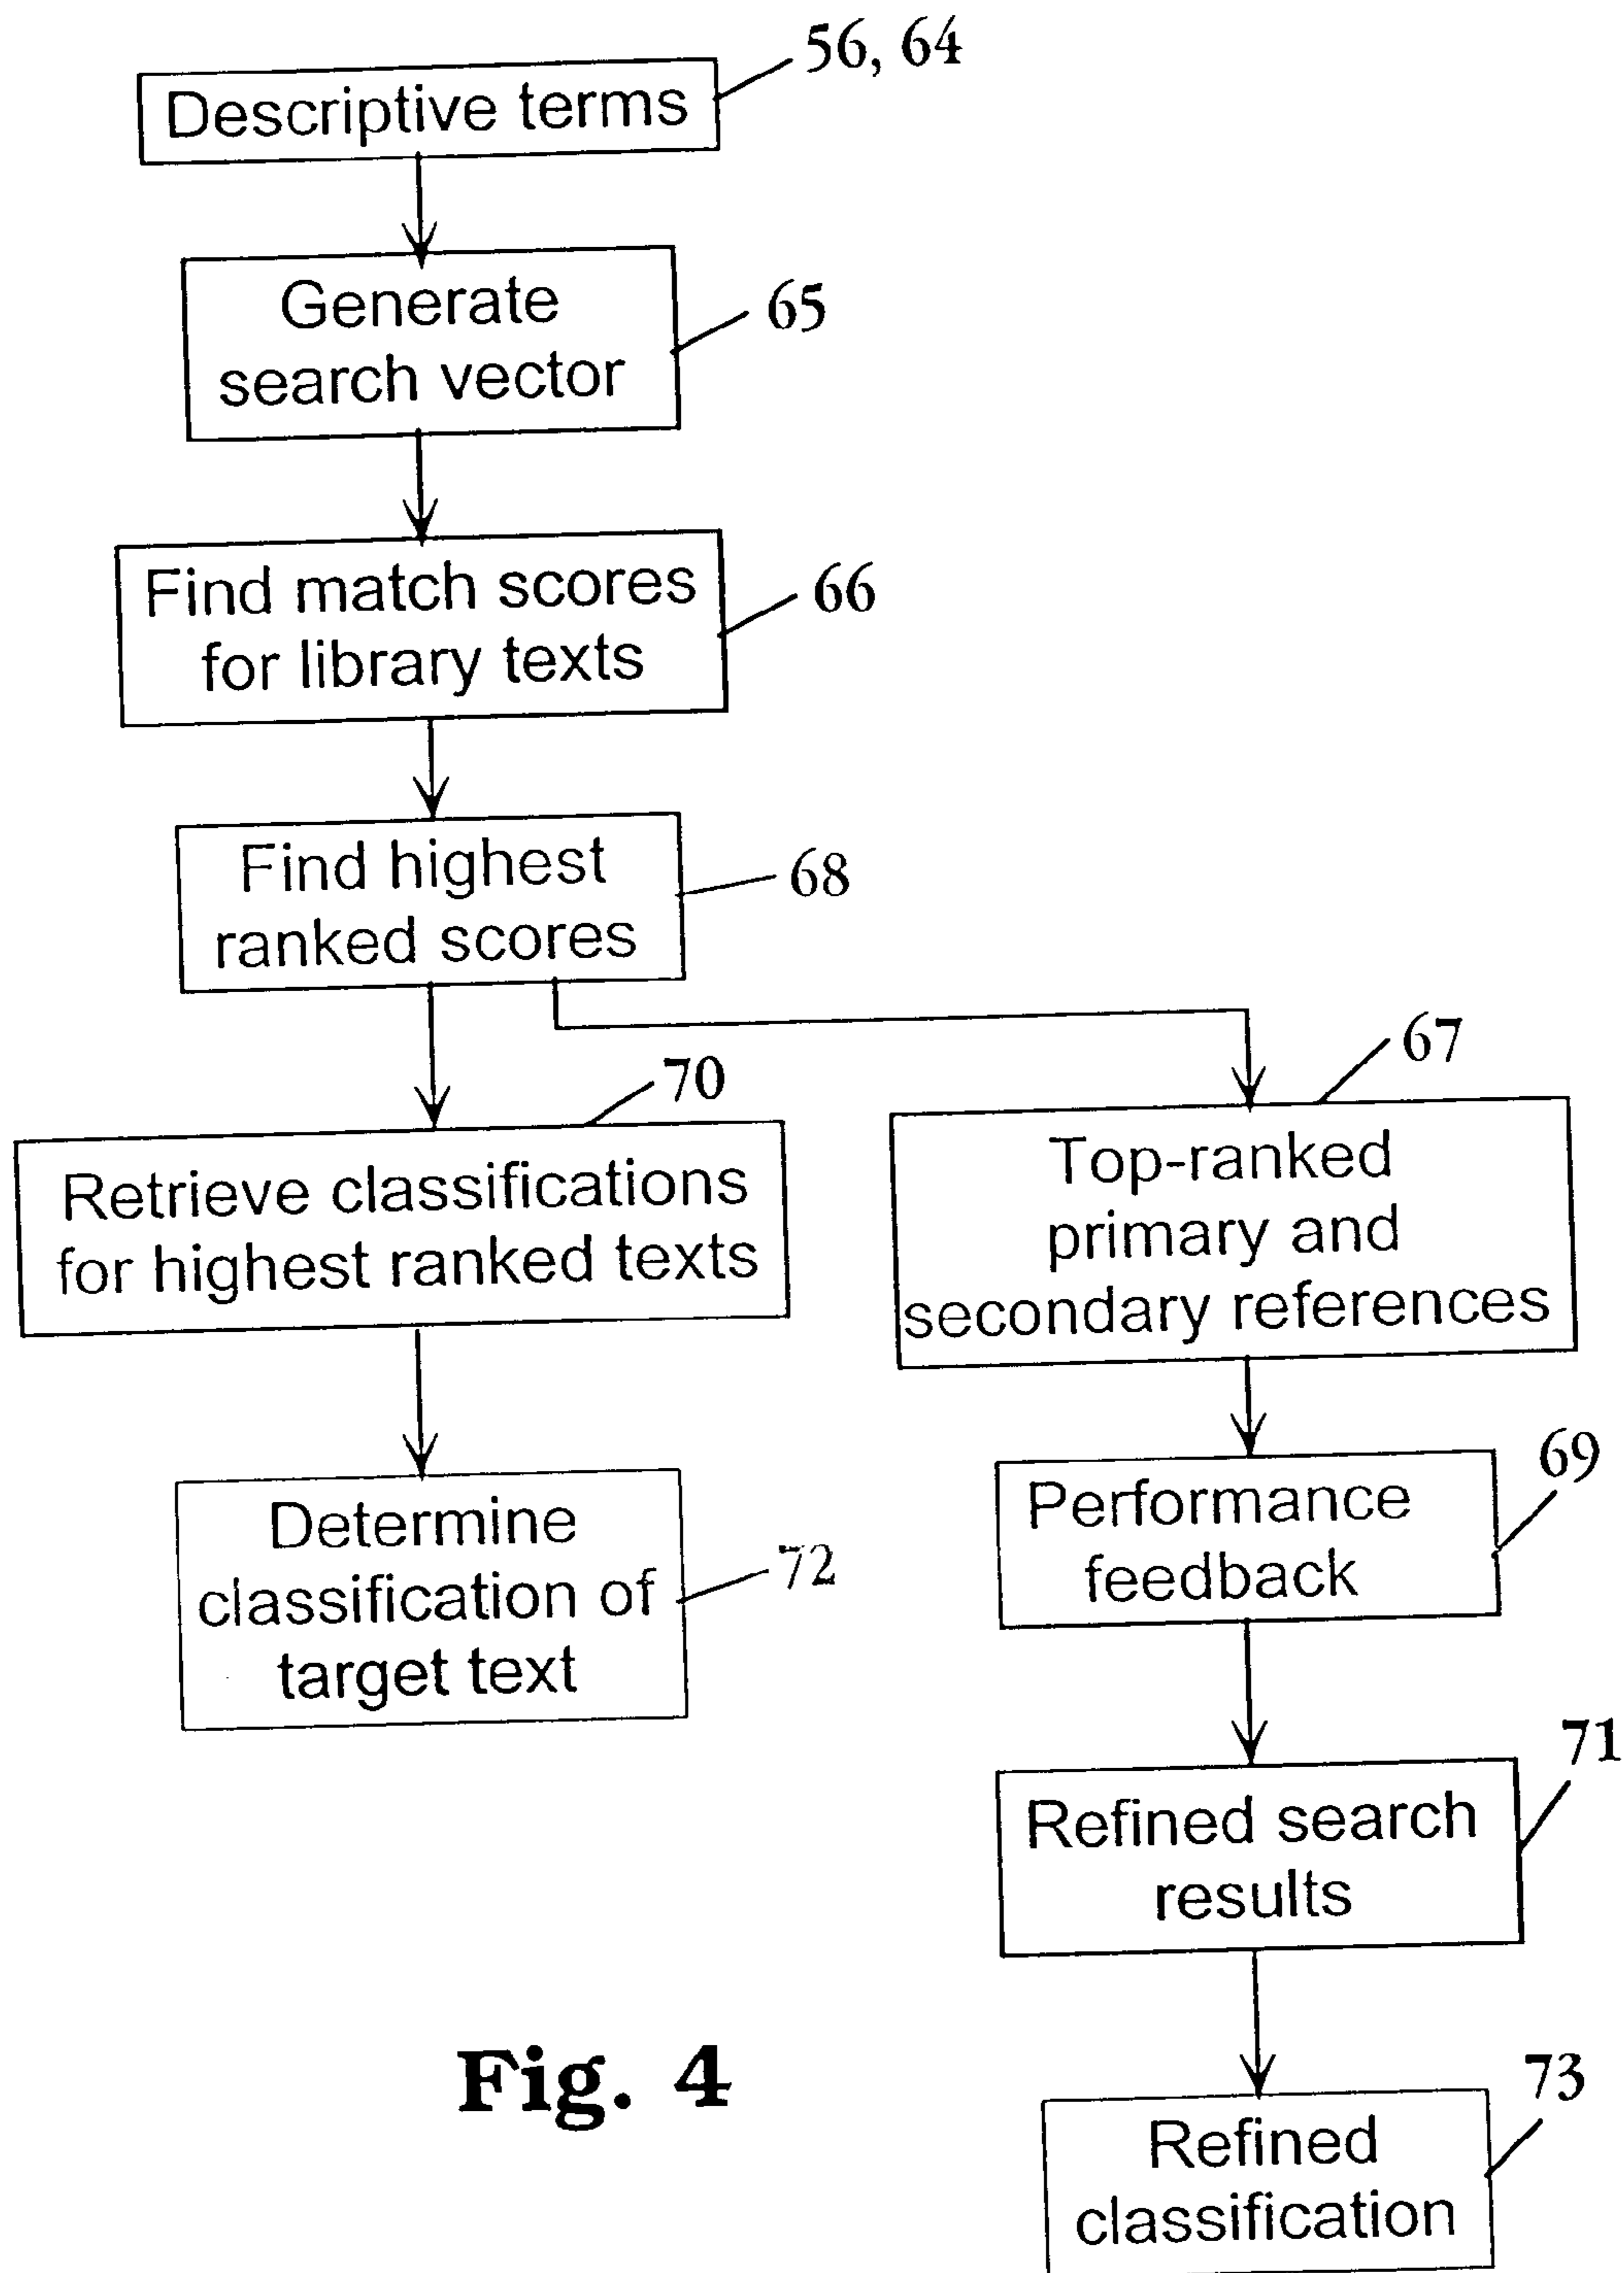 56, 64
Descriptive terms
Generate
search vector
65
Find match scores
for library texts
66
Find highest
ranked scores
68
70
Retrieve classifications
for highest ranked texts
Determine
classification of
target text
72
67
Top-ranked
primary and
secondary references
Performance
feedback
69
Refined search
results
71
Refined
classification
73
Fig. 4